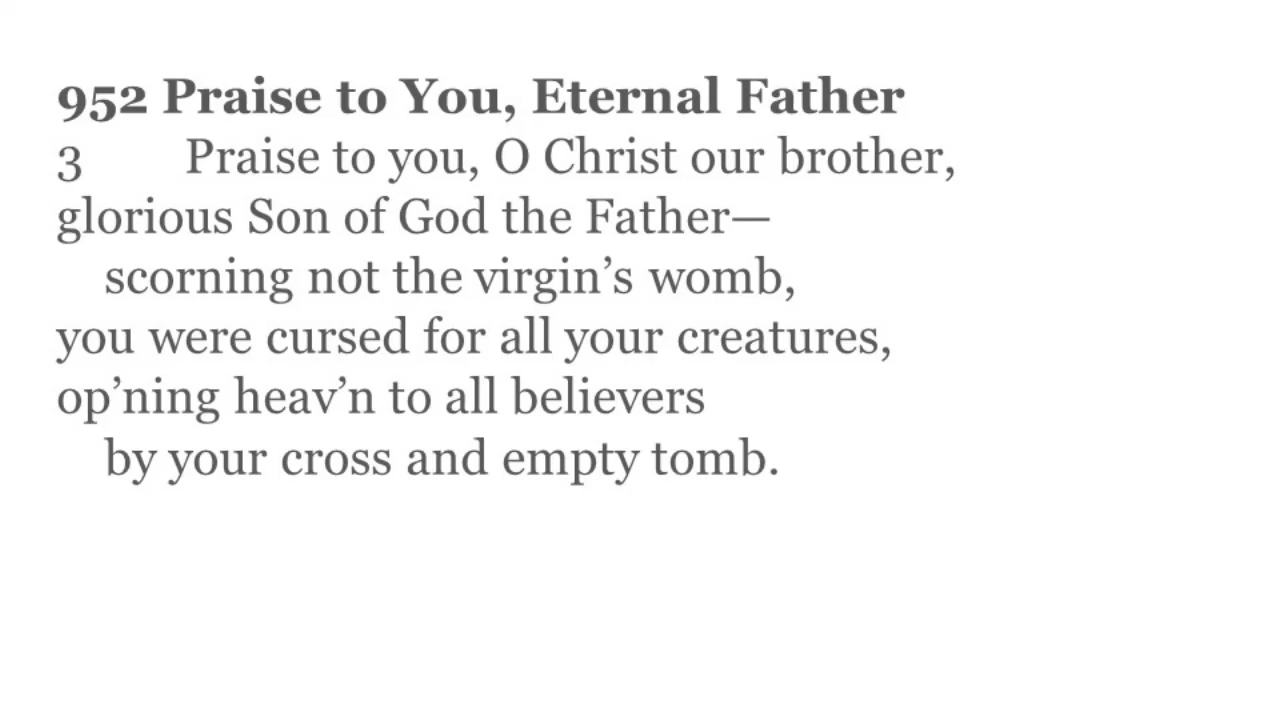 952 Praise to You, Eternal Father
3 Praise to you, O Christ our brother,
glorious Son of God the Father—
scorning not the virgin’s womb,
you were cursed for all your creatures,
op’ning heav’n to all believers
by your cross and empty tomb.